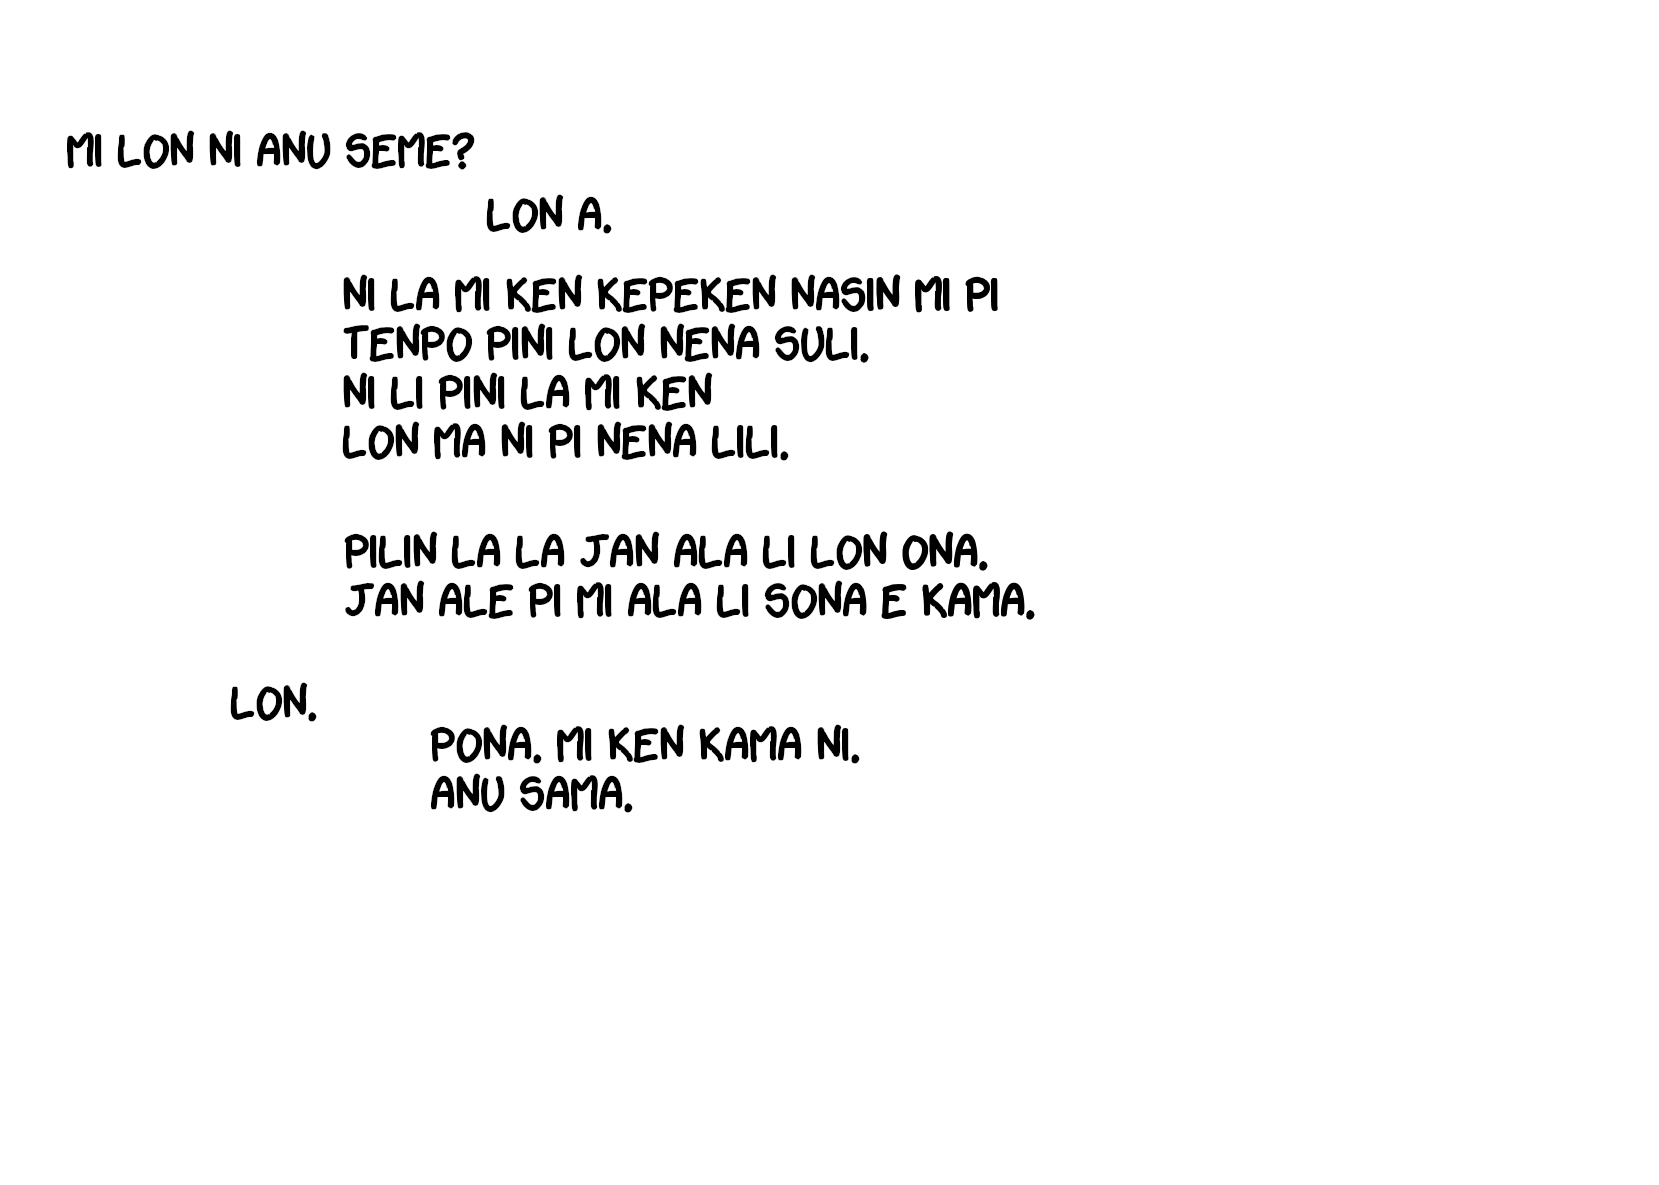 MI LON NI ANU SEME?
LON A.
NI LA MI KEN KEPEKEN NASIN MI PI
TENPO PINI LON NENA SULI.
NI LI PINI LA MI KEN
LON MA NI PI NENA LILI.
PILIN LA LA JAN ALA LI LON ONA.
JAN ALE PI MI ALA LI SONA E KAMA.
LON.
PONA. MI KEN KAMA NI.
ANU SAMA.